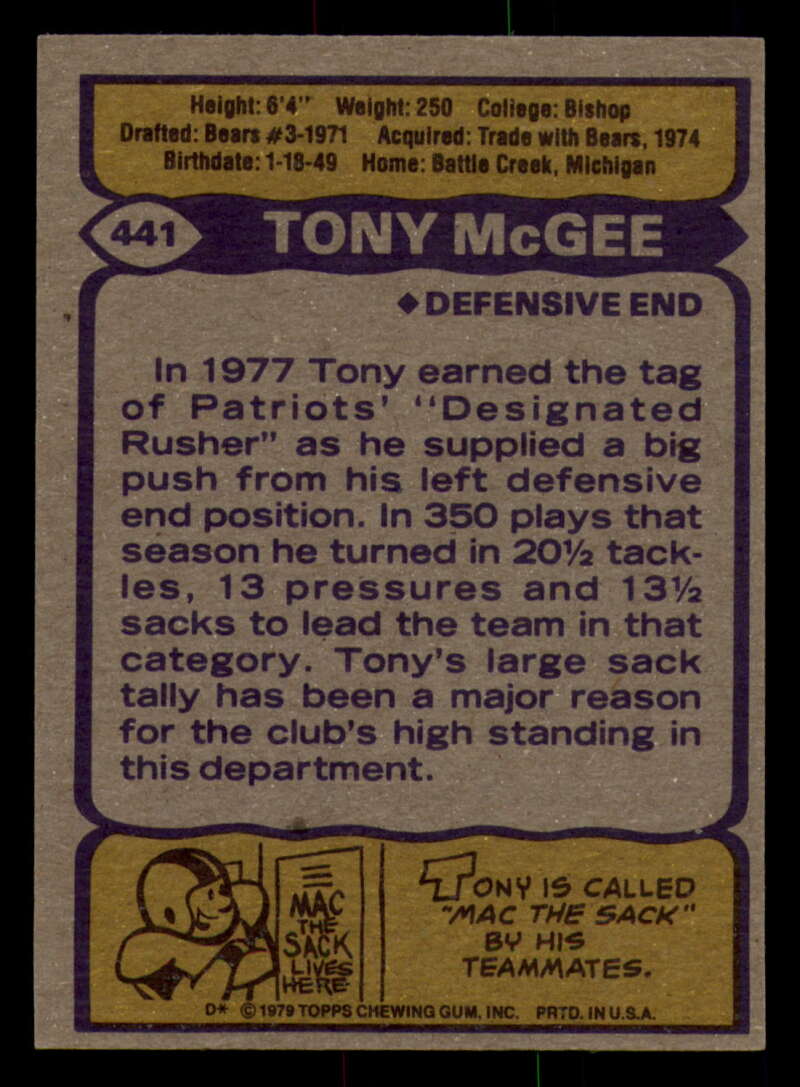 Height: 6'4" Weight: 250 College: Bishop
Drafted: Bears #3-1971 Acquired: Trade with Bears, 1974
Birthdate: 1-18-49 Home: Battle Creek, Michigan
441 TONY McGEE
◆DEFENSIVE END
In 1977 Tony earned the tag
of Patriots' "Designated
Rusher" as he supplied a big
push from his left defensive
end position. In 350 plays that
season he turned in 20½ tack-
les, 13 pressures and 13½
sacks to lead the team in that
category. Tony's large sack
tally has been a major reason
for the club's high standing in
this department.
MAC
THE
SACK
LIVES
HERE
TONY IS CALLED
"MAC THE SACK"
BY HIS
TEAMMATES.
D* © 1979 TOPPS CHEWING GUM, INC. PRTD. IN U.S.A.